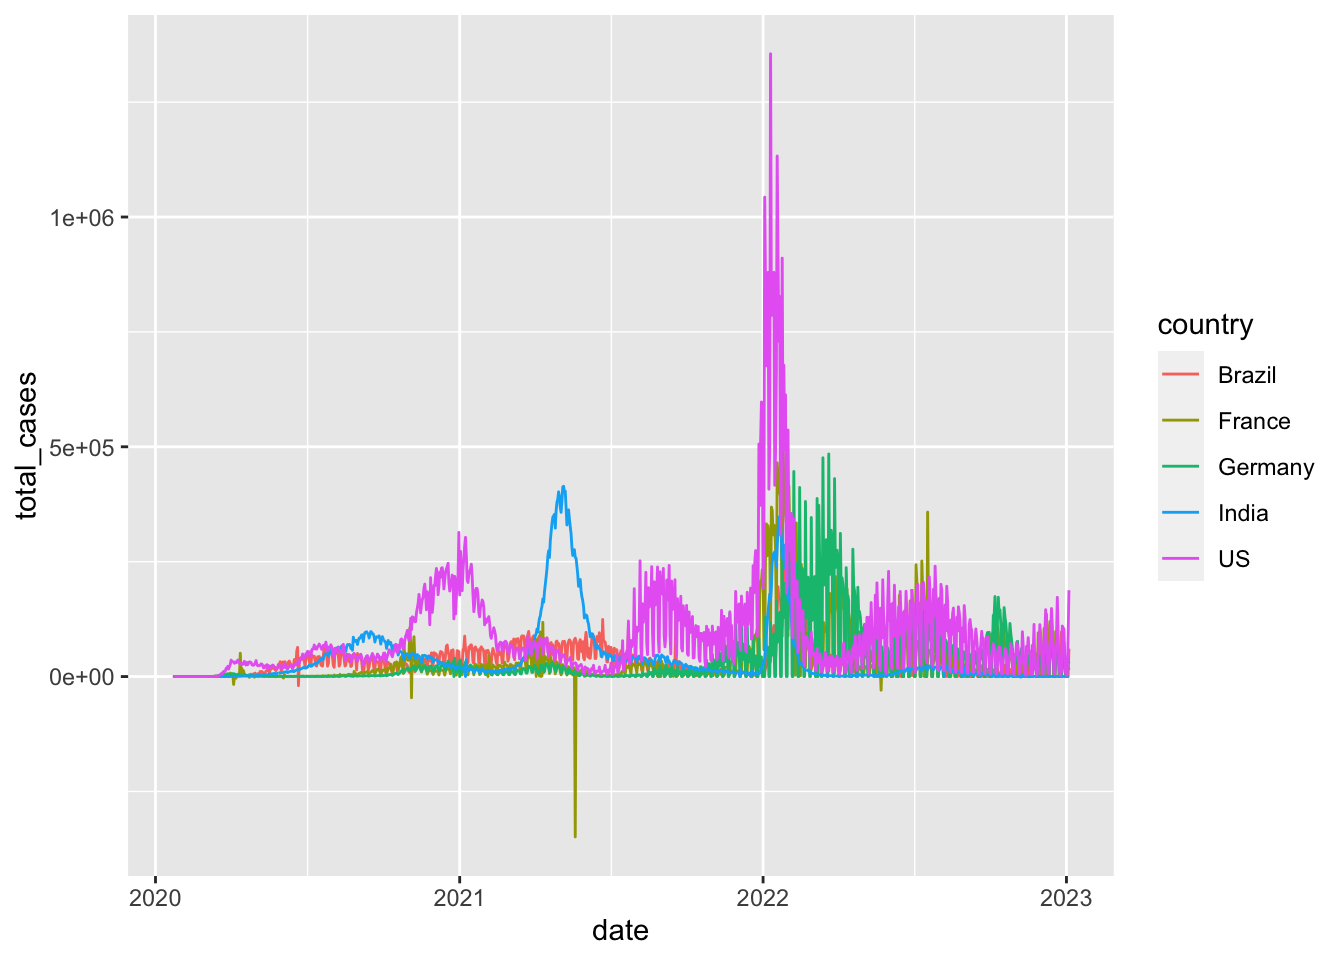 total_cases
1e+06
5e+05
0e+00
2020
2021
2022
2023
date
country
Brazil
France
Germany
India
US